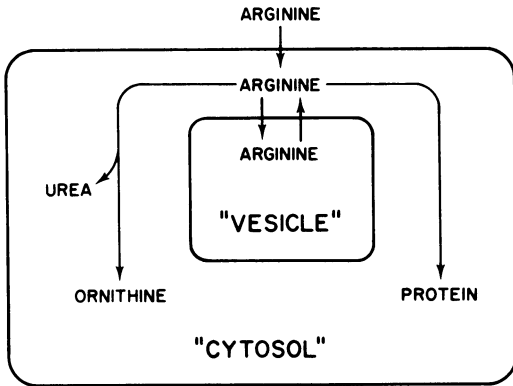 ARGININE
ARGININE
ARGININE
UREA
"VESICLE"
ORNITHINE
PROTEIN
"CYTOSOL"